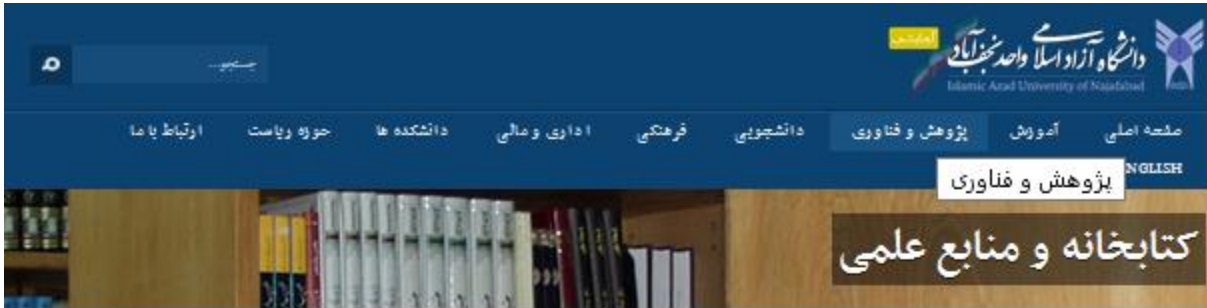 آزمایشی
دانشگاه آزاد اسلامی واحد نجف‌آباد
Islamic Azad University of Najafabad
جستجو...
صفحه اصلی
آموزش
پژوهش و فناوری
دانشجویی
فرهنگی
اداری و مالی
دانشکده ها
حوزه ریاست
ارتباط با ما
ENGLISH
پژوهش و فناوری
کتابخانه و منابع علمی